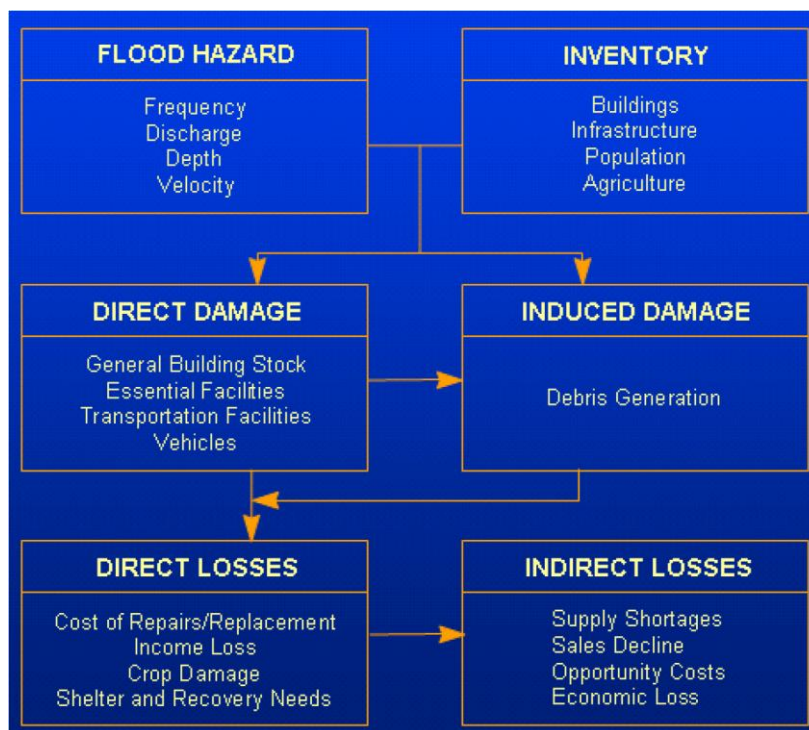 FLOOD HAZARD
Frequency
Discharge
Depth
Velocity
INVENTORY
Buildings
Infrastructure
Population
Agriculture
DIRECT DAMAGE
General Building Stock
Essential Facilities
Transportation Facilities
Vehicles
INDUCED DAMAGE
Debris Generation
DIRECT LOSSES
Cost of Repairs/Replacement
Income Loss
Crop Damage
Shelter and Recovery Needs
INDIRECT LOSSES
Supply Shortages
Sales Decline
Opportunity Costs
Economic Loss